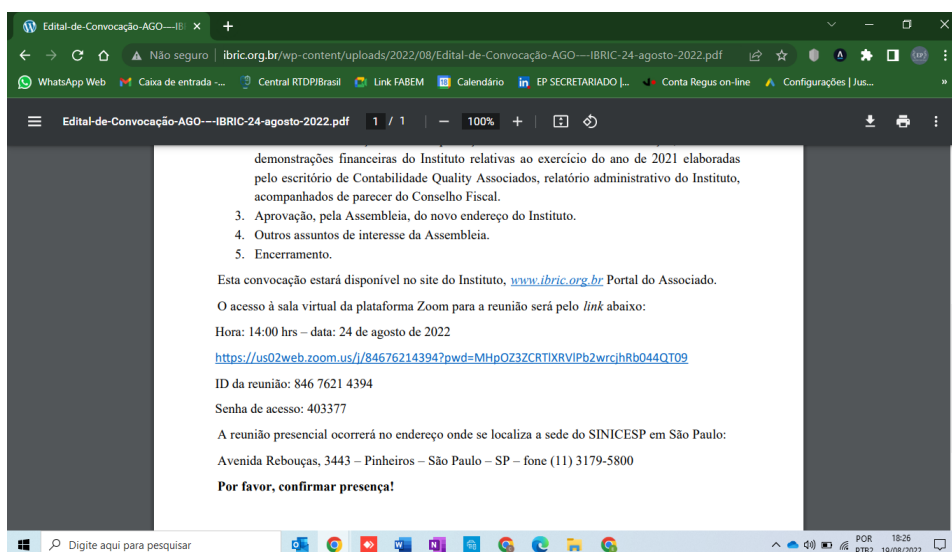 Edital-de-Convocação-AGO----IBI
Não seguro
ibric.org.br/wp-content/uploads/2022/08/Edital-de-Convocação-AGO----IBRIC-24-agosto-2022.pdf
WhatsApp Web
Caixa de entrada -...
Central RTDPJBrasil
Link FABEM
Calendário
EP SECRETARIADO |...
Conta Regus on-line
Configurações | Jus...
»
Edital-de-Convocação-AGO----IBRIC-24-agosto-2022.pdf
1 / 1
100%
demonstrações financeiras do Instituto relativas ao exercício do ano de 2021 elaboradas
pelo escritório de Contabilidade Quality Associados, relatório administrativo do Instituto,
acompanhados de parecer do Conselho Fiscal.
3. Aprovação, pela Assembleia, do novo endereço do Instituto.
4. Outros assuntos de interesse da Assembleia.
5. Encerramento.
Esta convocação estará disponível no site do Instituto, www.ibric.org.br Portal do Associado.
O acesso à sala virtual da plataforma Zoom para a reunião será pelo link abaixo:
Hora: 14:00 hrs – data: 24 de agosto de 2022
https://us02web.zoom.us/j/84676214394?pwd=MHpOZ3ZCRTlXRVlPb2wrcjhRb044QT09
ID da reunião: 846 7621 4394
Senha de acesso: 403377
A reunião presencial ocorrerá no endereço onde se localiza a sede do SINICESP em São Paulo:
Avenida Rebouças, 3443 – Pinheiros – São Paulo – SP – fone (11) 3179-5800
Por favor, confirmar presença!
Digite aqui para pesquisar
POR
PTB2
18:26
19/08/2022